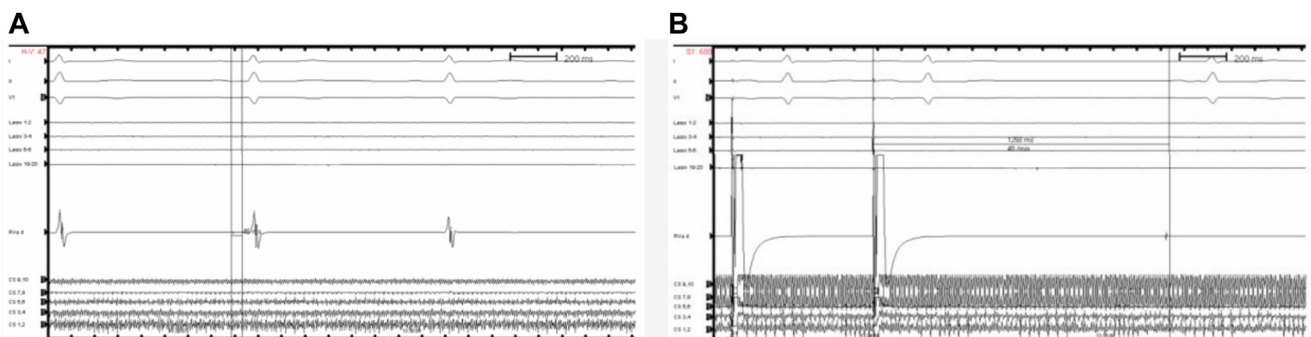 A
H-V: 47
I
II
V1
Lasso 1-2
Lasso 3-4
Lasso 5-6
Lasso 19-20
RVa d
CS 9,10
CS 7,8
CS 5,6
CS 3,4
CS 1,2
200 ms
B
S1 600
I
II
V1
Lasso 1-2
Lasso 3-4
Lasso 5-6
Lasso 19-20
RVa d
CS 9,10
CS 7,8
CS 5,6
CS 3,4
CS 1,2
200 ms